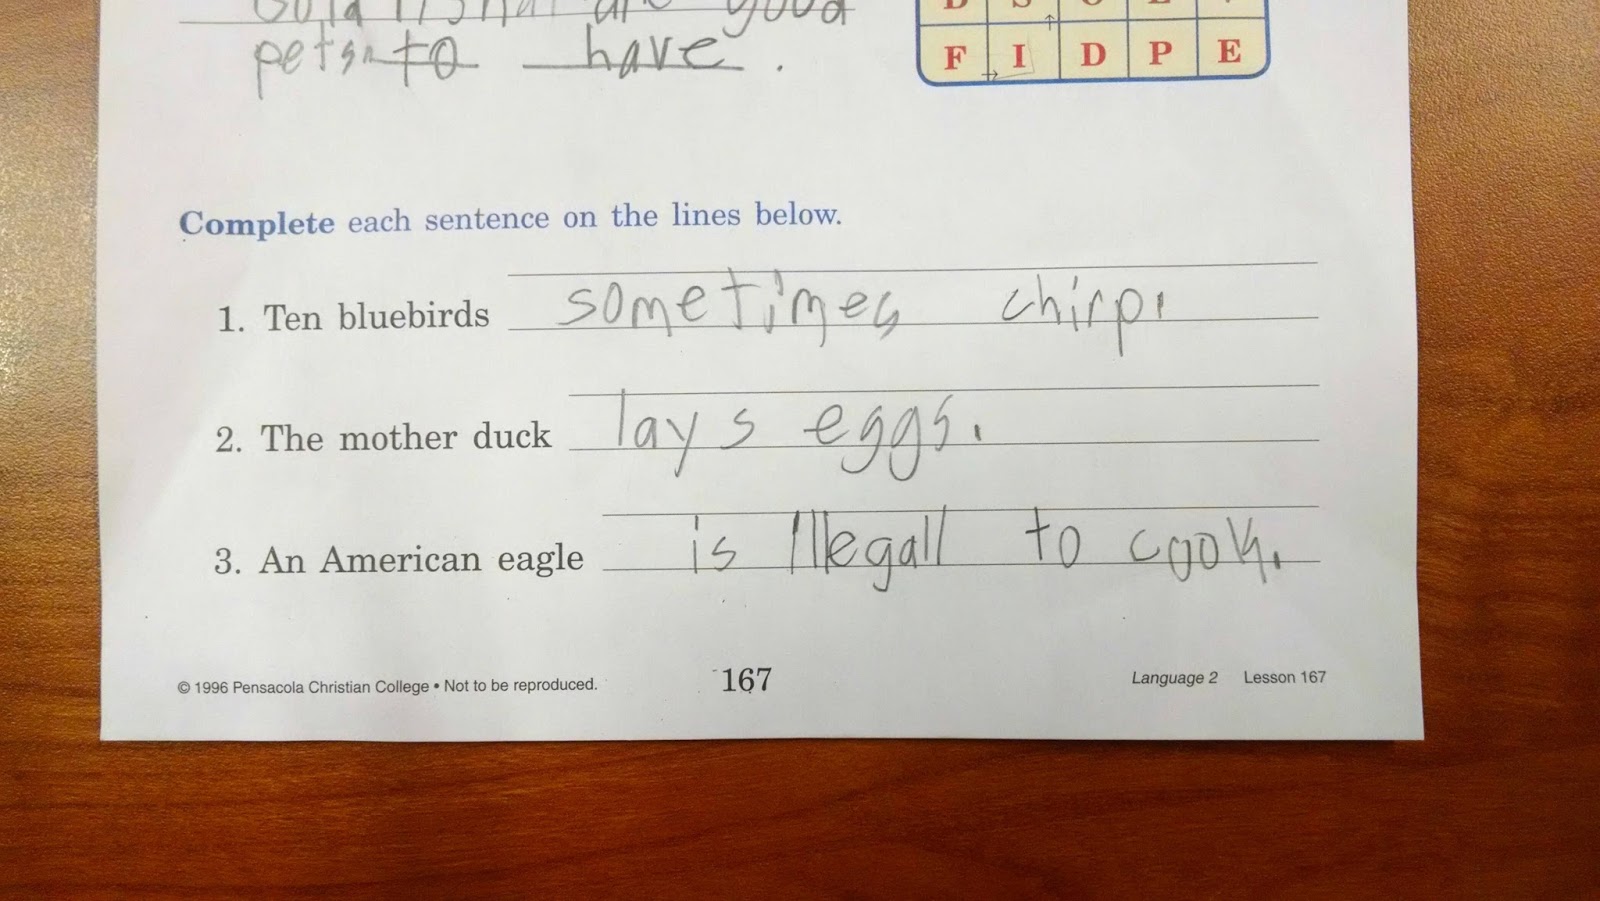 good
pets to have.
F I D P E
Complete each sentence on the lines below.
1. Ten bluebirds sometimes chirp.
2. The mother duck lays eggs.
3. An American eagle is Illegall to cook.
© 1996 Pensacola Christian College • Not to be reproduced. 167 Language 2 Lesson 167